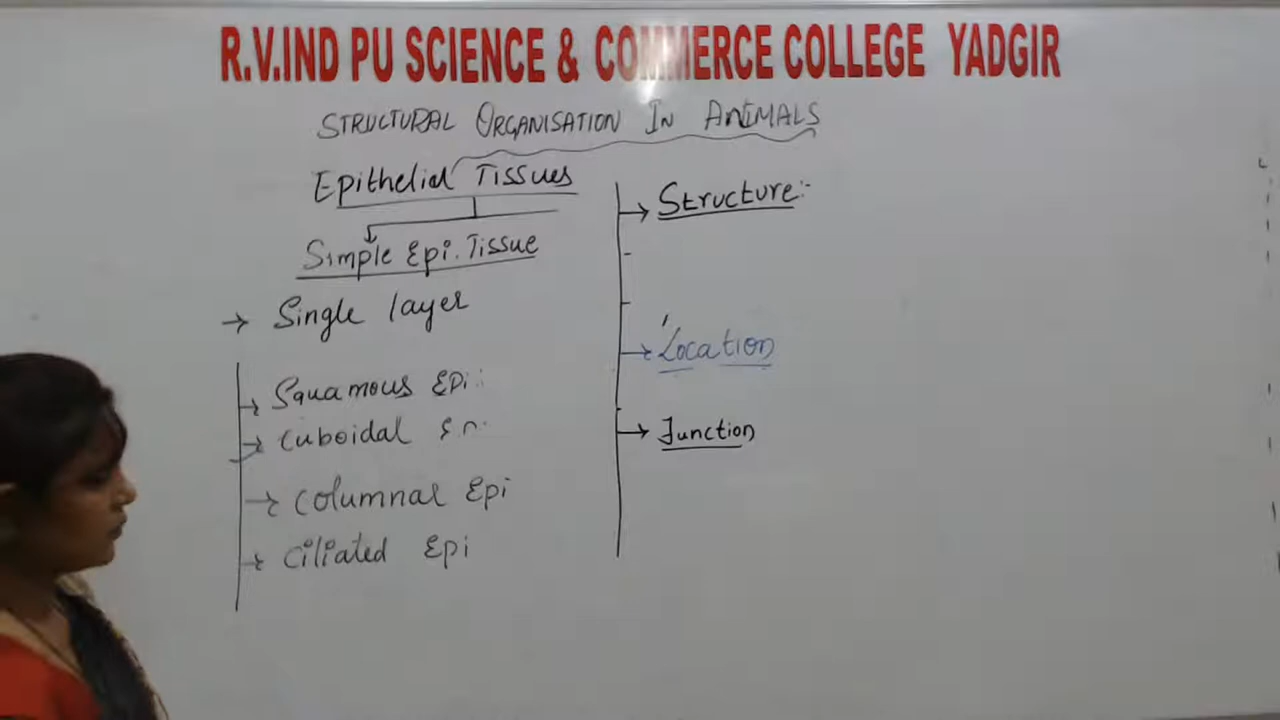 R.V.IND PU SCIENCE & COMMERCE COLLEGE YADGIR
STRUCTURAL ORGANISATION IN ANIMALS
Epithelial Tissues
Simple Epi. Tissue
→ Single layer
→ Squamous Epi:
→ Cuboidal
→ Columnar Epi
→ Ciliated Epi
→ Structure:-
→ Location
→ Junction